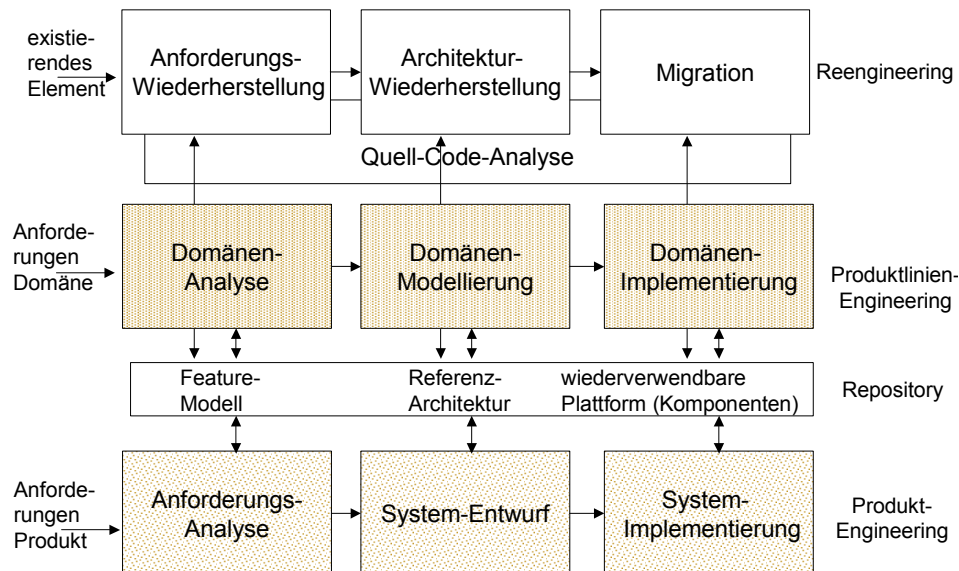 existie-
rendes
Element
Anforderungs-
Wiederherstellung
Architektur-
Wiederherstellung
Migration
Reengineering
Quell-Code-Analyse
Anforde-
rungen
Domäne
Domänen-
Analyse
Domänen-
Modellierung
Domänen-
Implementierung
Produktlinien-
Engineering
Feature-
Modell
Referenz-
Architektur
wiederverwendbare
Plattform (Komponenten)
Repository
Anforde-
rungen
Produkt
Anforderungs-
Analyse
System-Entwurf
System-
Implementierung
Produkt-
Engineering